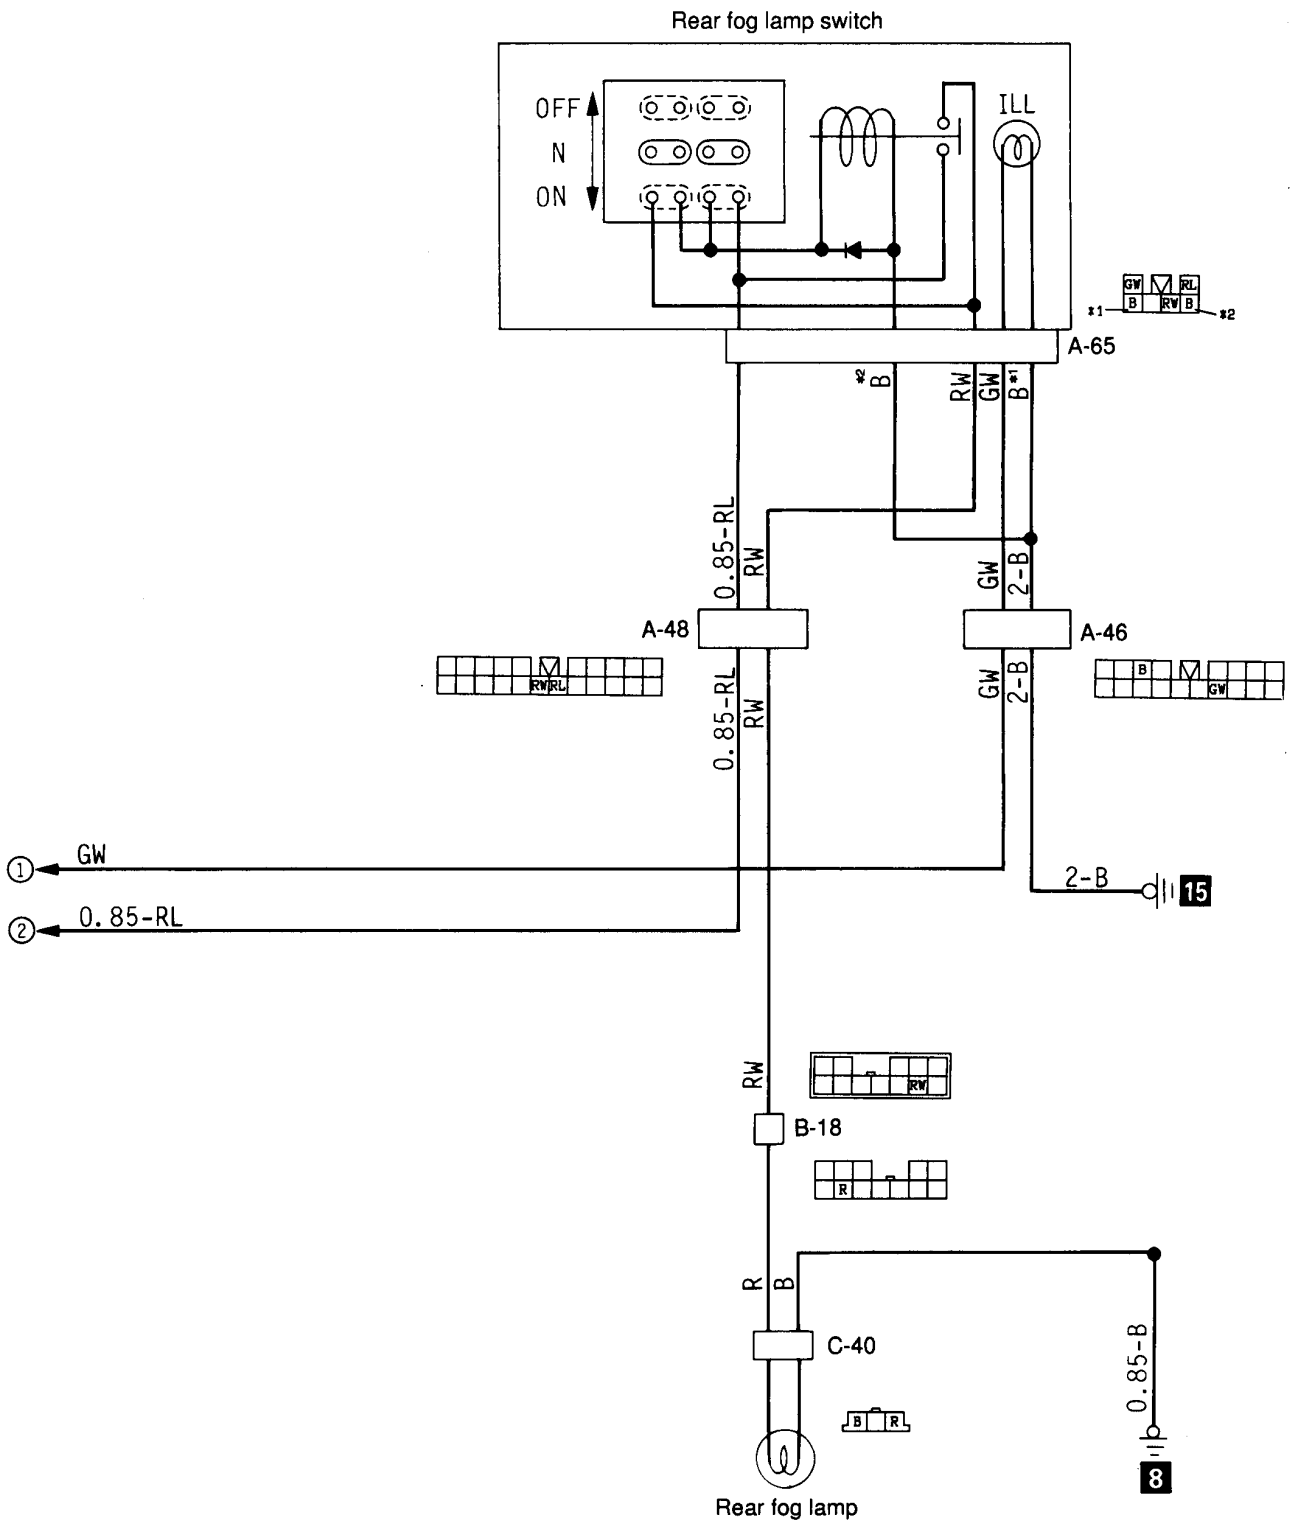 Rear fog lamp switch
OFF
N
ON
ILL
GW RL
B RW B
*1
*2
A-65
*2 B
RW
GW
B*1
0.85-RL
RW
GW
2-B
A-48
A-46
RW RL
B
GW
0.85-RL
RW
GW
2-B
1
GW
2-B
15
2
0.85-RL
RW
RW
B-18
R
R
B
0.85-B
C-40
B R
8
Rear fog lamp